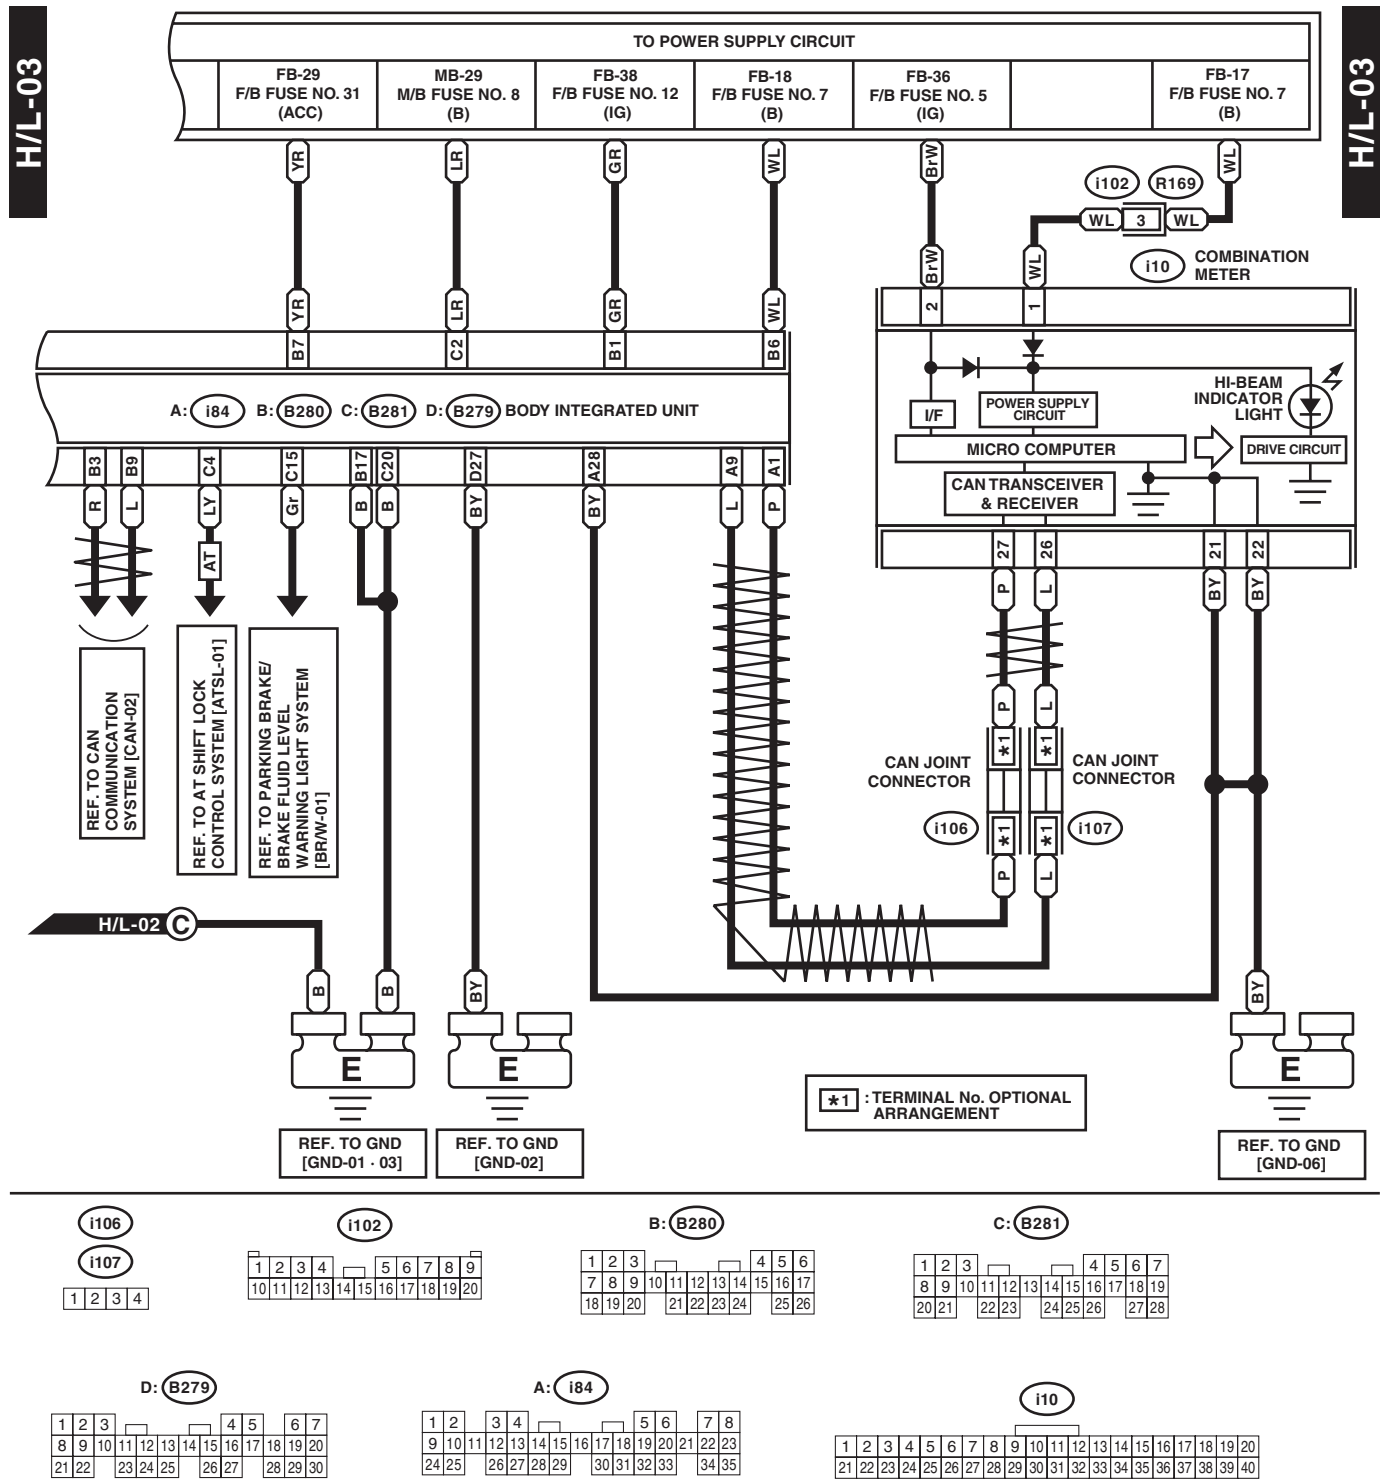 H/L-03
H/L-03
TO POWER SUPPLY CIRCUIT
FB-29
F/B FUSE NO. 31
(ACC)
MB-29
M/B FUSE NO. 8
(B)
FB-38
F/B FUSE NO. 12
(IG)
FB-18
F/B FUSE NO. 7
(B)
FB-36
F/B FUSE NO. 5
(IG)
FB-17
F/B FUSE NO. 7
(B)
YR
LR
GR
WL
BrW
WL
i102
R169
WL
3
WL
BrW
WL
i10
COMBINATION
METER
YR
LR
GR
WL
2
1
B7
C2
B1
B6
A: i84 B: B280 C: B281 D: B279 BODY INTEGRATED UNIT
HI-BEAM
INDICATOR
LIGHT
I/F
POWER SUPPLY
CIRCUIT
MICRO COMPUTER
DRIVE CIRCUIT
CAN TRANSCEIVER
& RECEIVER
B3
B9
C4
C15
B17
C20
D27
A28
A9
A1
R
L
LY
Gr
B
B
BY
BY
L
P
AT
27
26
21
22
P
L
BY
BY
REF. TO CAN
COMMUNICATION
SYSTEM [CAN-02]
REF. TO AT SHIFT LOCK
CONTROL SYSTEM [ATSL-01]
REF. TO PARKING BRAKE/
BRAKE FLUID LEVEL
WARNING LIGHT SYSTEM
[BR/W-01]
P
L
*1
*1
CAN JOINT
CONNECTOR
CAN JOINT
CONNECTOR
i106
*1
*1
i107
P
L
H/L-02 C
B
B
BY
BY
E
E
E
*1 : TERMINAL No. OPTIONAL
ARRANGEMENT
REF. TO GND
[GND-01 · 03]
REF. TO GND
[GND-02]
REF. TO GND
[GND-06]
i106
i107
1 2 3 4
i102
1 2 3 4 5 6 7 8 9
10 11 12 13 14 15 16 17 18 19 20
B: B280
1 2 3 4 5 6
7 8 9 10 11 12 13 14 15 16 17
18 19 20 21 22 23 24 25 26
C: B281
1 2 3 4 5 6 7
8 9 10 11 12 13 14 15 16 17 18 19
20 21 22 23 24 25 26 27 28
D: B279
1 2 3 4 5 6 7
8 9 10 11 12 13 14 15 16 17 18 19 20
21 22 23 24 25 26 27 28 29 30
A: i84
1 2 3 4 5 6 7 8
9 10 11 12 13 14 15 16 17 18 19 20 21 22 23
24 25 26 27 28 29 30 31 32 33 34 35
i10
1 2 3 4 5 6 7 8 9 10 11 12 13 14 15 16 17 18 19 20
21 22 23 24 25 26 27 28 29 30 31 32 33 34 35 36 37 38 39 40